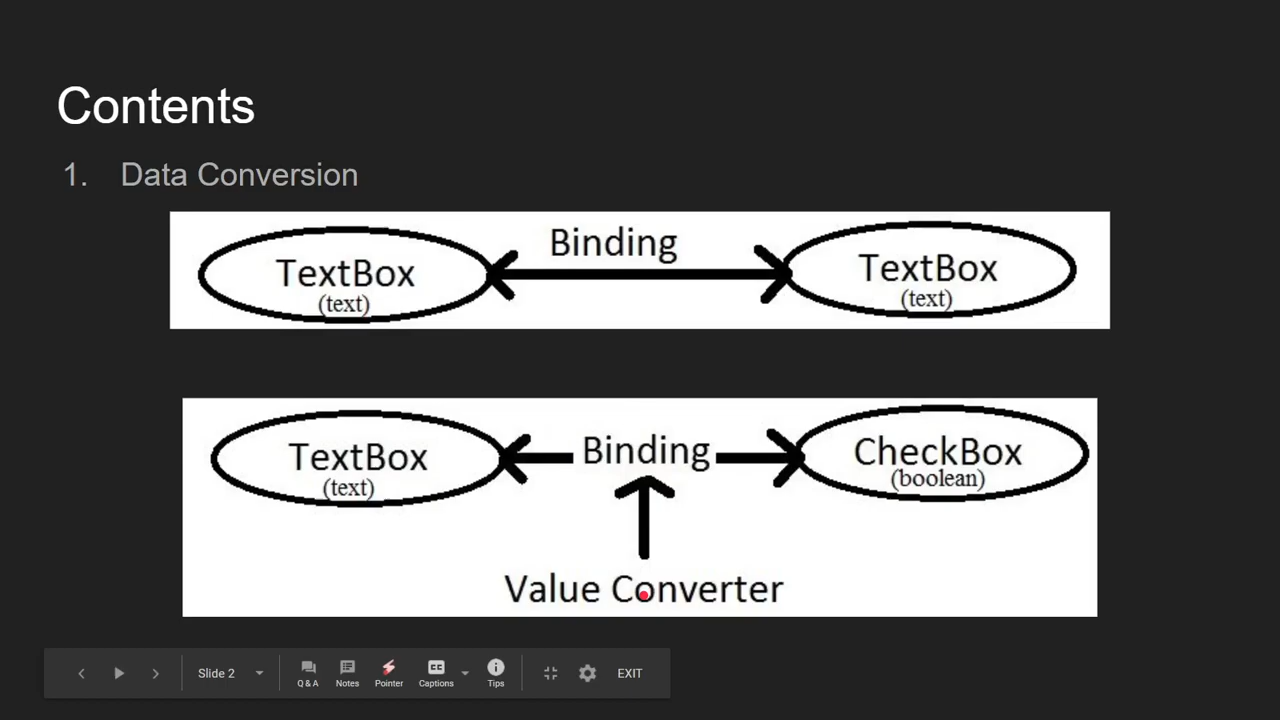 Contents
1. Data Conversion
Binding
TextBox
(text)
TextBox
(text)
TextBox
(text)
Binding
CheckBox
(boolean)
Value Converter
Slide 2
Q & A
Notes
Pointer
Captions
Tips
EXIT